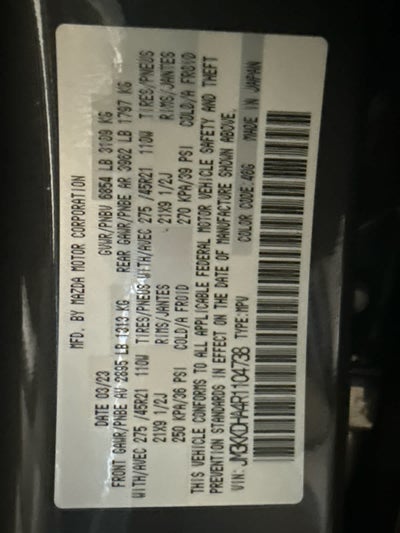 MFD. BY MAZDA MOTOR CORPORATION
DATE 03/23 GVWR/PNBV 6854 LB 3109 KG
FRONT GAWR/PNBE AV 2895 LB 1313 KG REAR GAWR/PNBE AR 3962 LB 1797 KG
WITH/AVEC 275 /45R21 110W TIRES/PNEUS WITH/AVEC 275 /45R21 110W TIRES/PNEUS
21X9 1/2J RIMS/JANTES - 21X9 1/2J RIMS/JANTES
250 KPA/36 PSI COLD/A FROID 270 KPA/39 PSI COLD/A FROID
THIS VEHICLE CONFORMS TO ALL APPLICABLE FEDERAL MOTOR VEHICLE SAFETY AND THEFT
PREVENTION STANDARDS IN EFFECT ON THE DATE OF MANUFACTURE SHOWN ABOVE.
VIN: JM3KKDHA4R1104738 TYPE:MPV COLOR CODE:46G MADE IN JAPAN